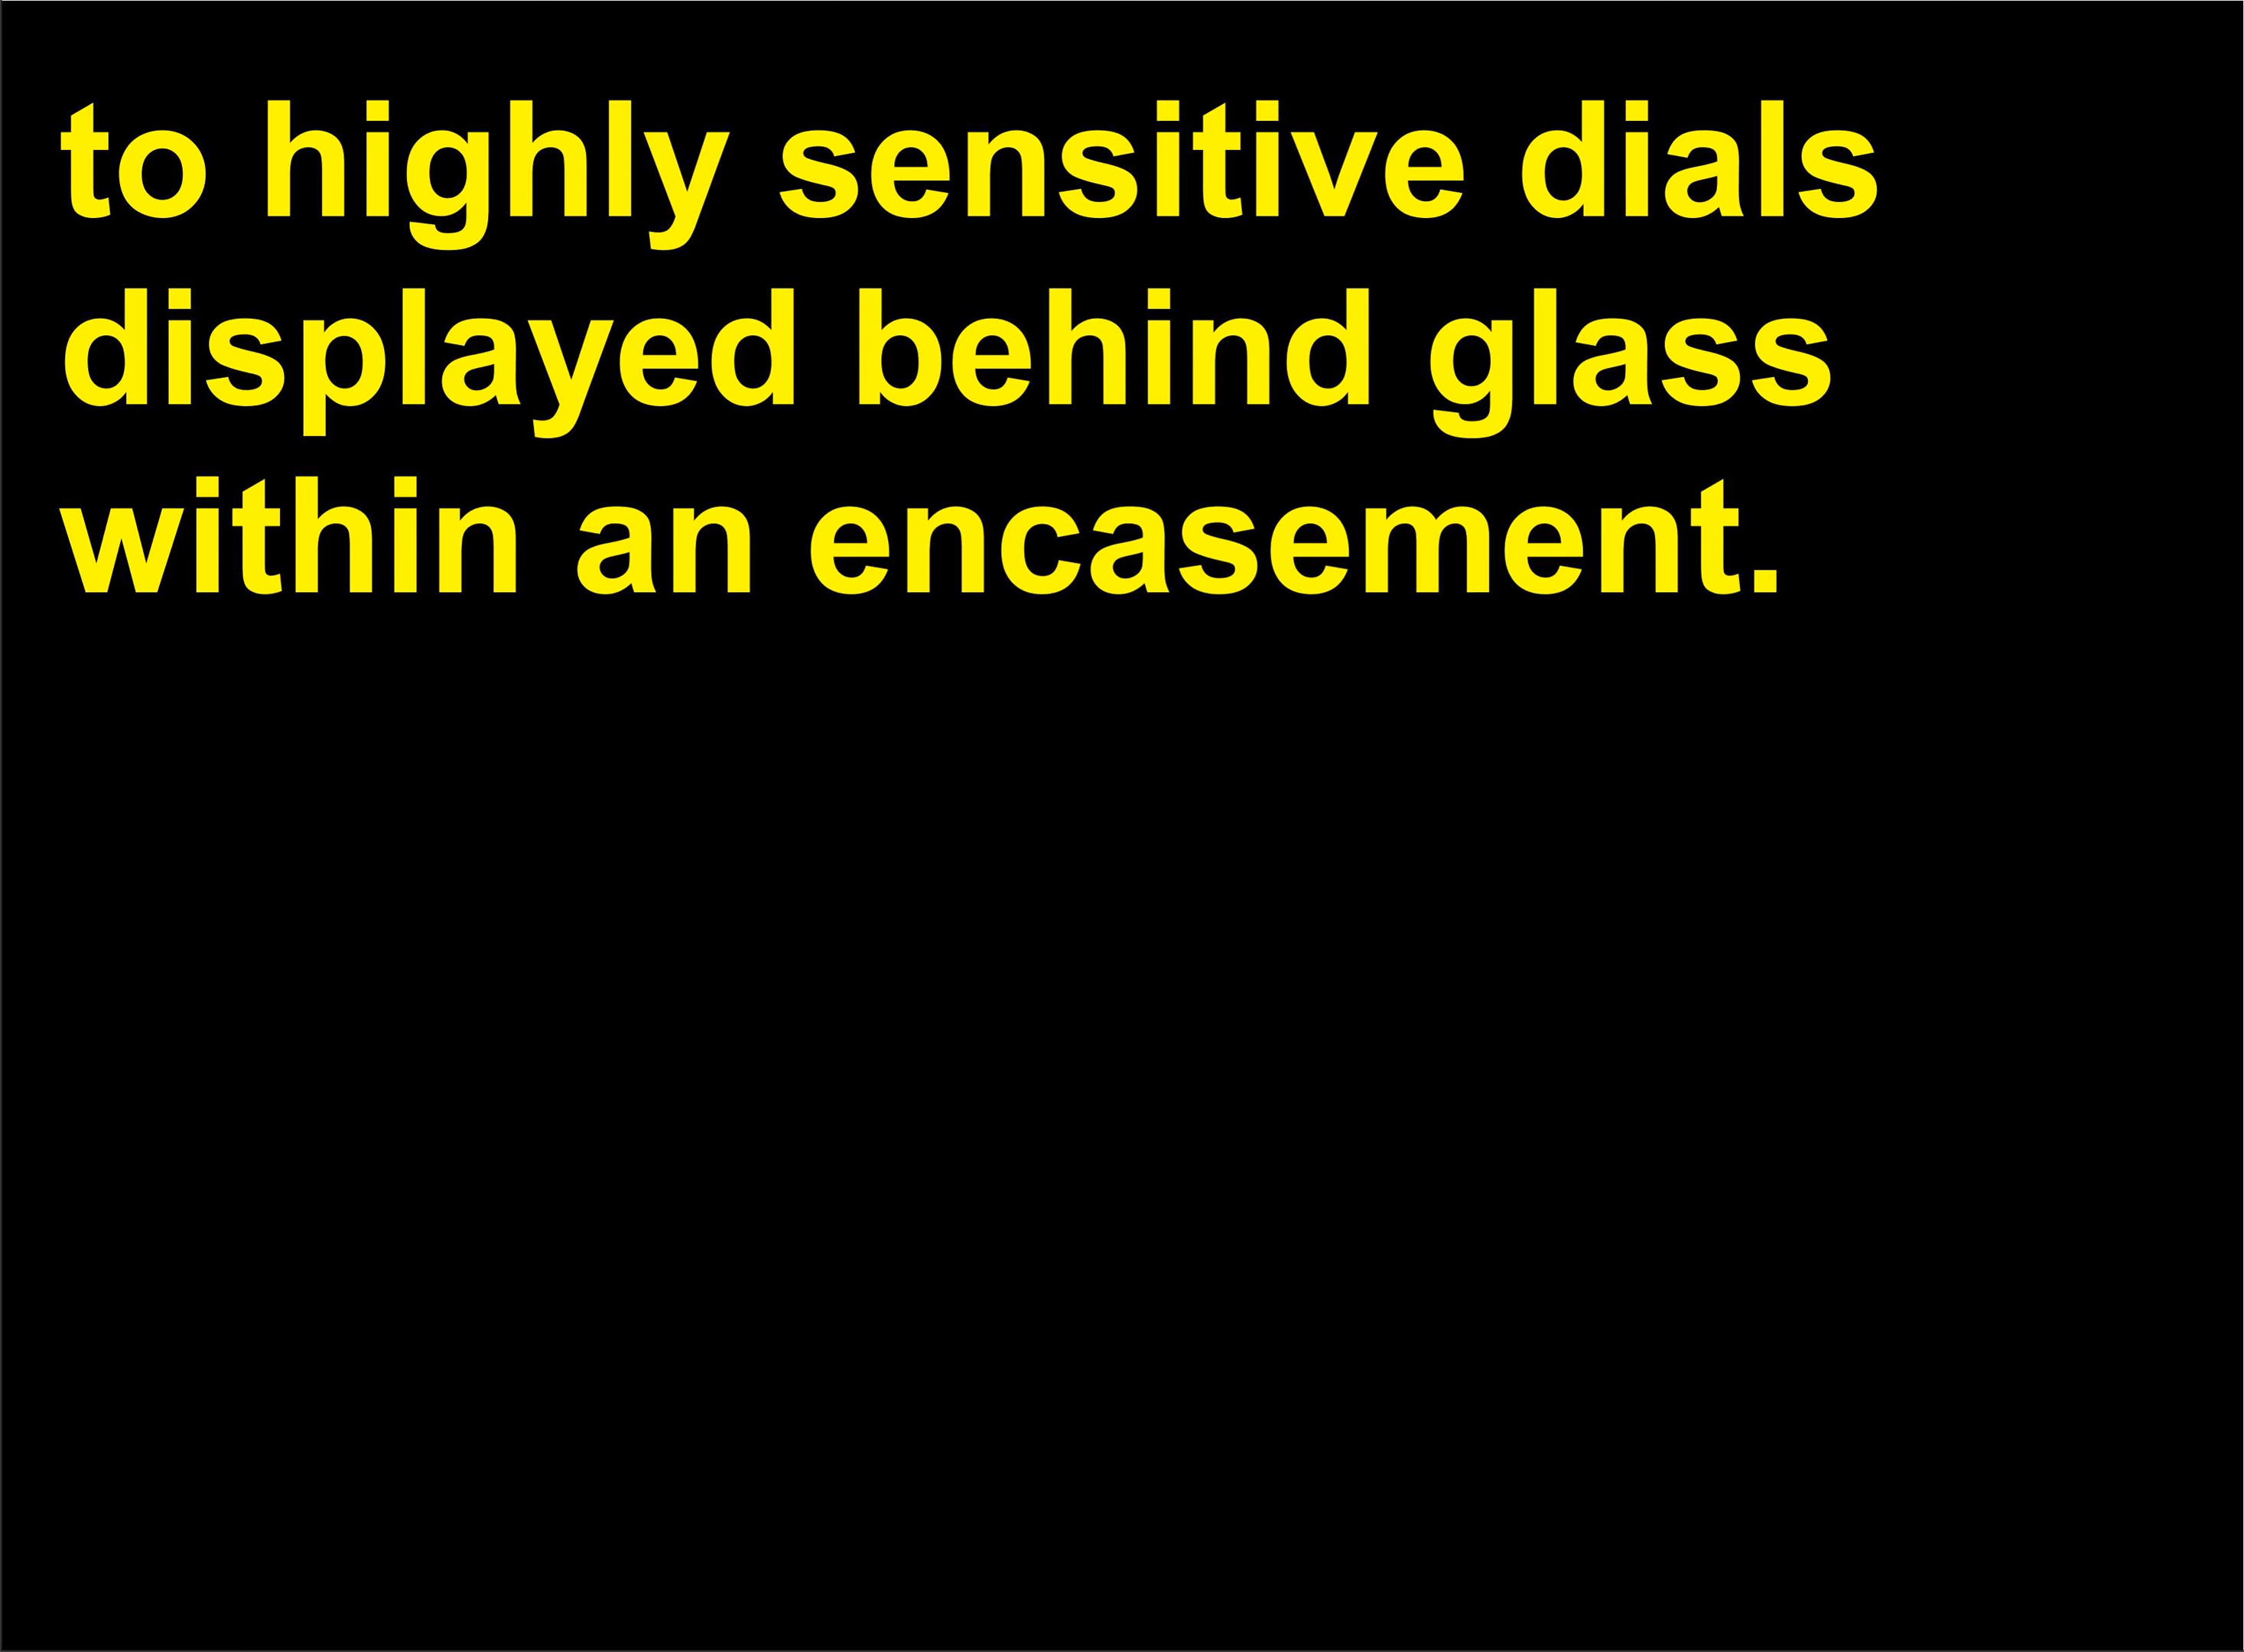 to highly sensitive dials
displayed behind glass
within an encasement.